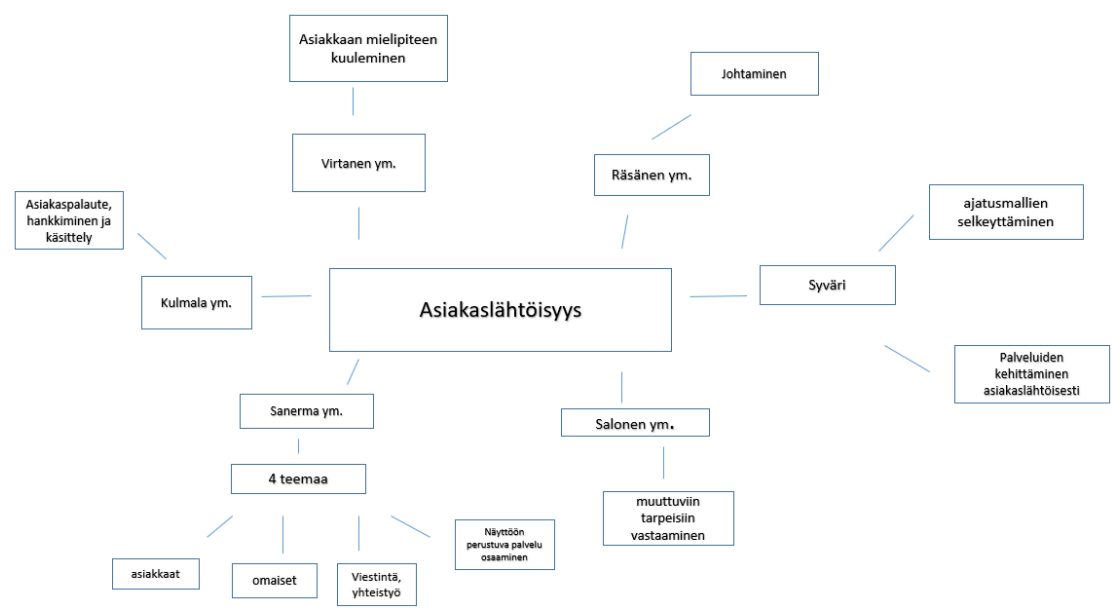 Asiakkaan mielipiteen
kuuleminen
Johtaminen
Virtanen ym.
Räsänen ym.
Asiakaspalaute,
hankkiminen ja
käsittely
ajatusmallien
selkeyttäminen
Kulmala ym.
Asiakaslähtöisyys
Syväri
Palveluiden
kehittäminen
asiakaslähtöisesti
Sanerma ym.
Salonen ym.
4 teemaa
muuttuviin
tarpeisiin
vastaaminen
asiakkaat
omaiset
Viestintä,
yhteistyö
Näyttöön
perustuva palvelu
osaaminen